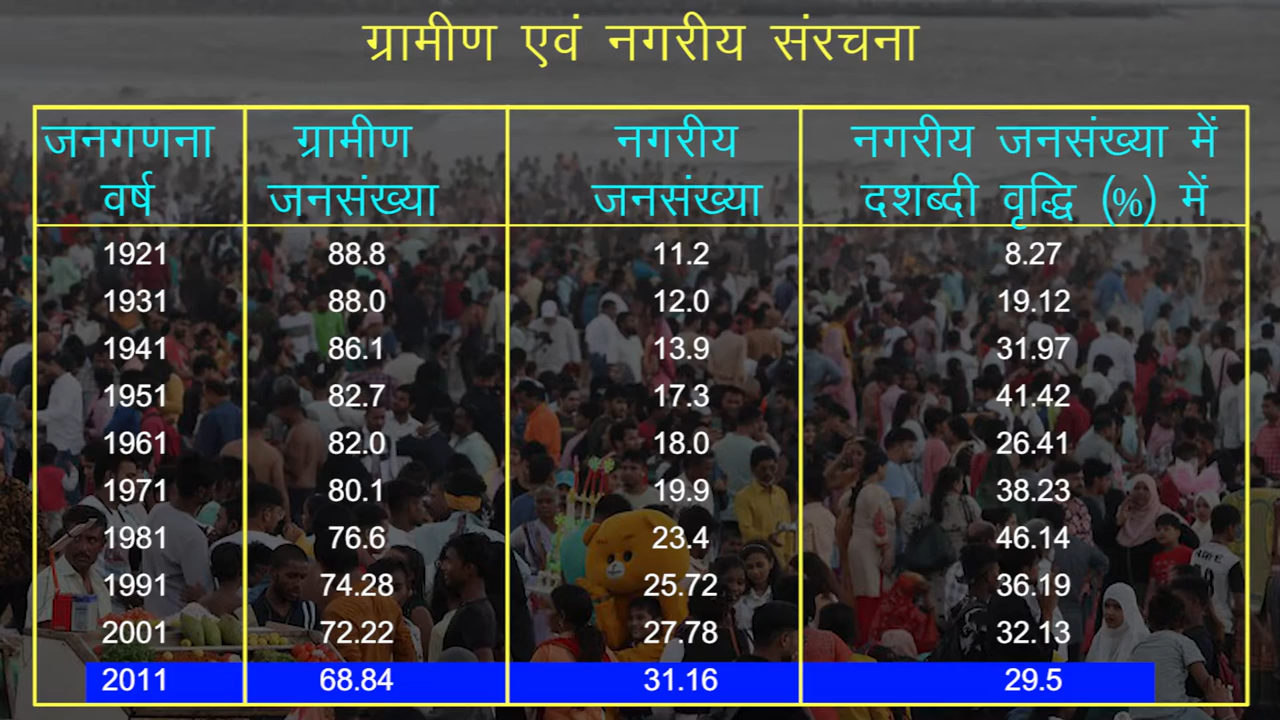 ग्रामीण एवं नगरीय संरचना
जनगणना वर्ष ग्रामीण जनसंख्या नगरीय जनसंख्या नगरीय जनसंख्या में दशब्दी वृद्धि (%) में
1921 88.8 11.2 8.27
1931 88.0 12.0 19.12
1941 86.1 13.9 31.97
1951 82.7 17.3 41.42
1961 82.0 18.0 26.41
1971 80.1 19.9 38.23
1981 76.6 23.4 46.14
1991 74.28 25.72 36.19
2001 72.22 27.78 32.13
2011 68.84 31.16 29.5